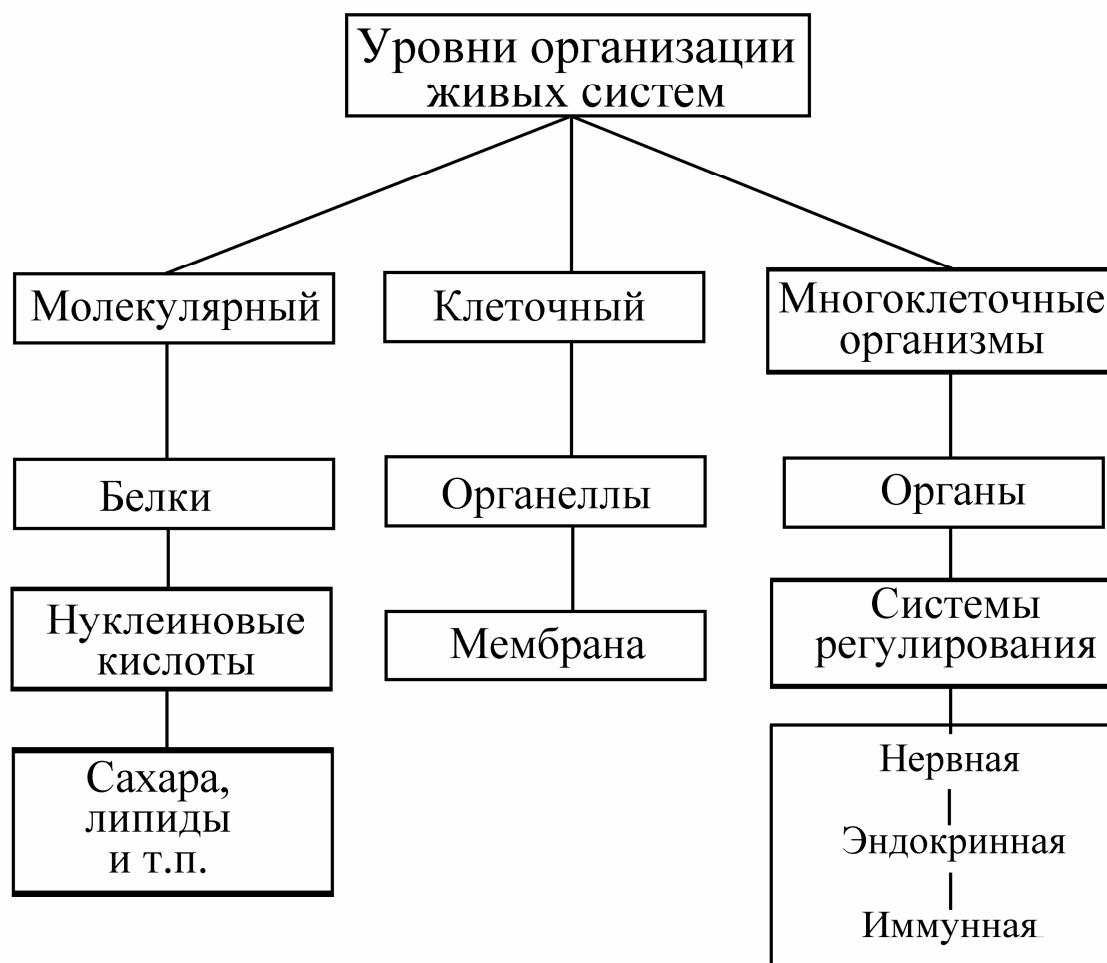 Уровни организации
живых систем
Молекулярный
Клеточный
Многоклеточные
организмы
Белки
Органеллы
Органы
Нуклеиновые
кислоты
Мембрана
Системы
регулирования
Сахара,
липиды
и т.п.
Нервная
Эндокринная
Иммунная